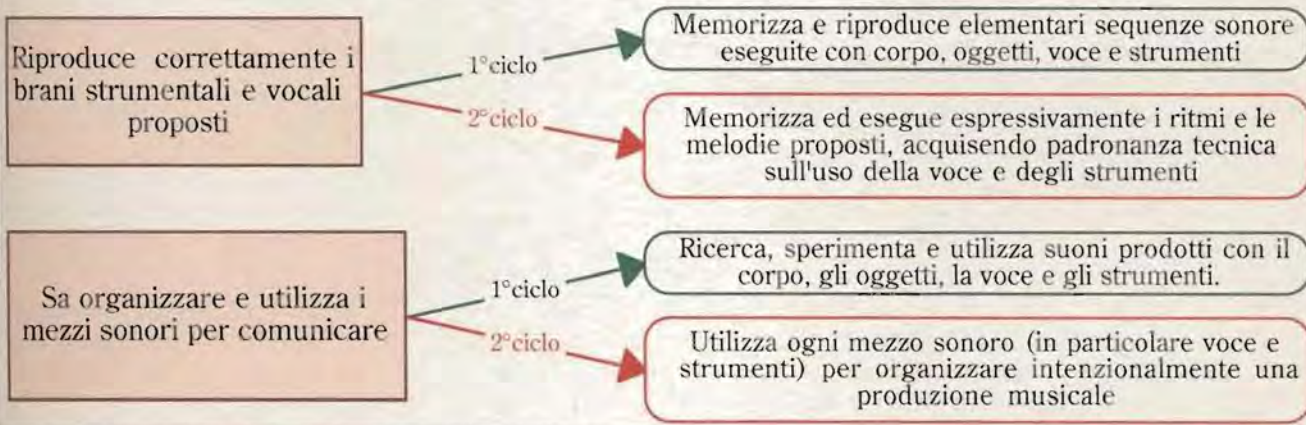 Riproduce correttamente i
brani strumentali e vocali
proposti
1°ciclo
Memorizza e riproduce elementari sequenze sonore
eseguite con corpo, oggetti, voce e strumenti
2°ciclo
Memorizza ed esegue espressivamente i ritmi e le
melodie proposti, acquisendo padronanza tecnica
sull'uso della voce e degli strumenti
Sa organizzare e utilizza i
mezzi sonori per comunicare
1°ciclo
Ricerca, sperimenta e utilizza suoni prodotti con il
corpo, gli oggetti, la voce e gli strumenti.
2°ciclo
Utilizza ogni mezzo sonoro (in particolare voce e
strumenti) per organizzare intenzionalmente una
produzione musicale